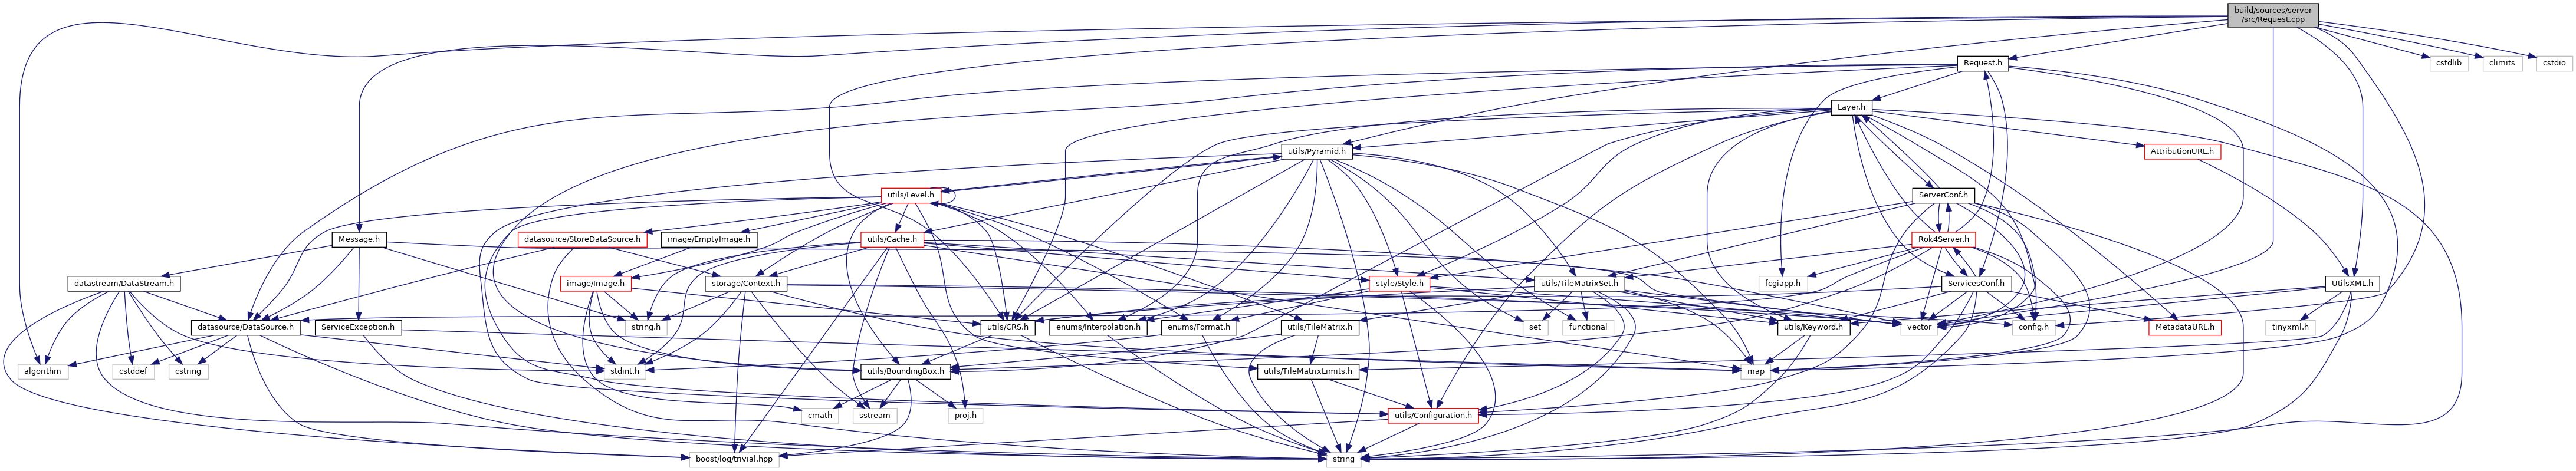 build/sources/server
/src/Request.cpp
Request.h
cstdlib
climits
cstdio
Layer.h
utils/Pyramid.h
AttributionURL.h
utils/Level.h
ServerConf.h
Message.h
datasource/StoreDataSource.h
image/EmptyImage.h
utils/Cache.h
Rok4Server.h
datastream/DataStream.h
image/Image.h
storage/Context.h
style/Style.h
utils/TileMatrixSet.h
fcgiapp.h
ServicesConf.h
UtilsXML.h
datasource/DataSource.h
ServiceException.h
string.h
utils/CRS.h
enums/Interpolation.h
enums/Format.h
utils/TileMatrix.h
set
functional
utils/Keyword.h
vector
config.h
MetadataURL.h
tinyxml.h
algorithm
cstddef
cstring
stdint.h
utils/BoundingBox.h
utils/TileMatrixLimits.h
map
cmath
sstream
proj.h
utils/Configuration.h
boost/log/trivial.hpp
string